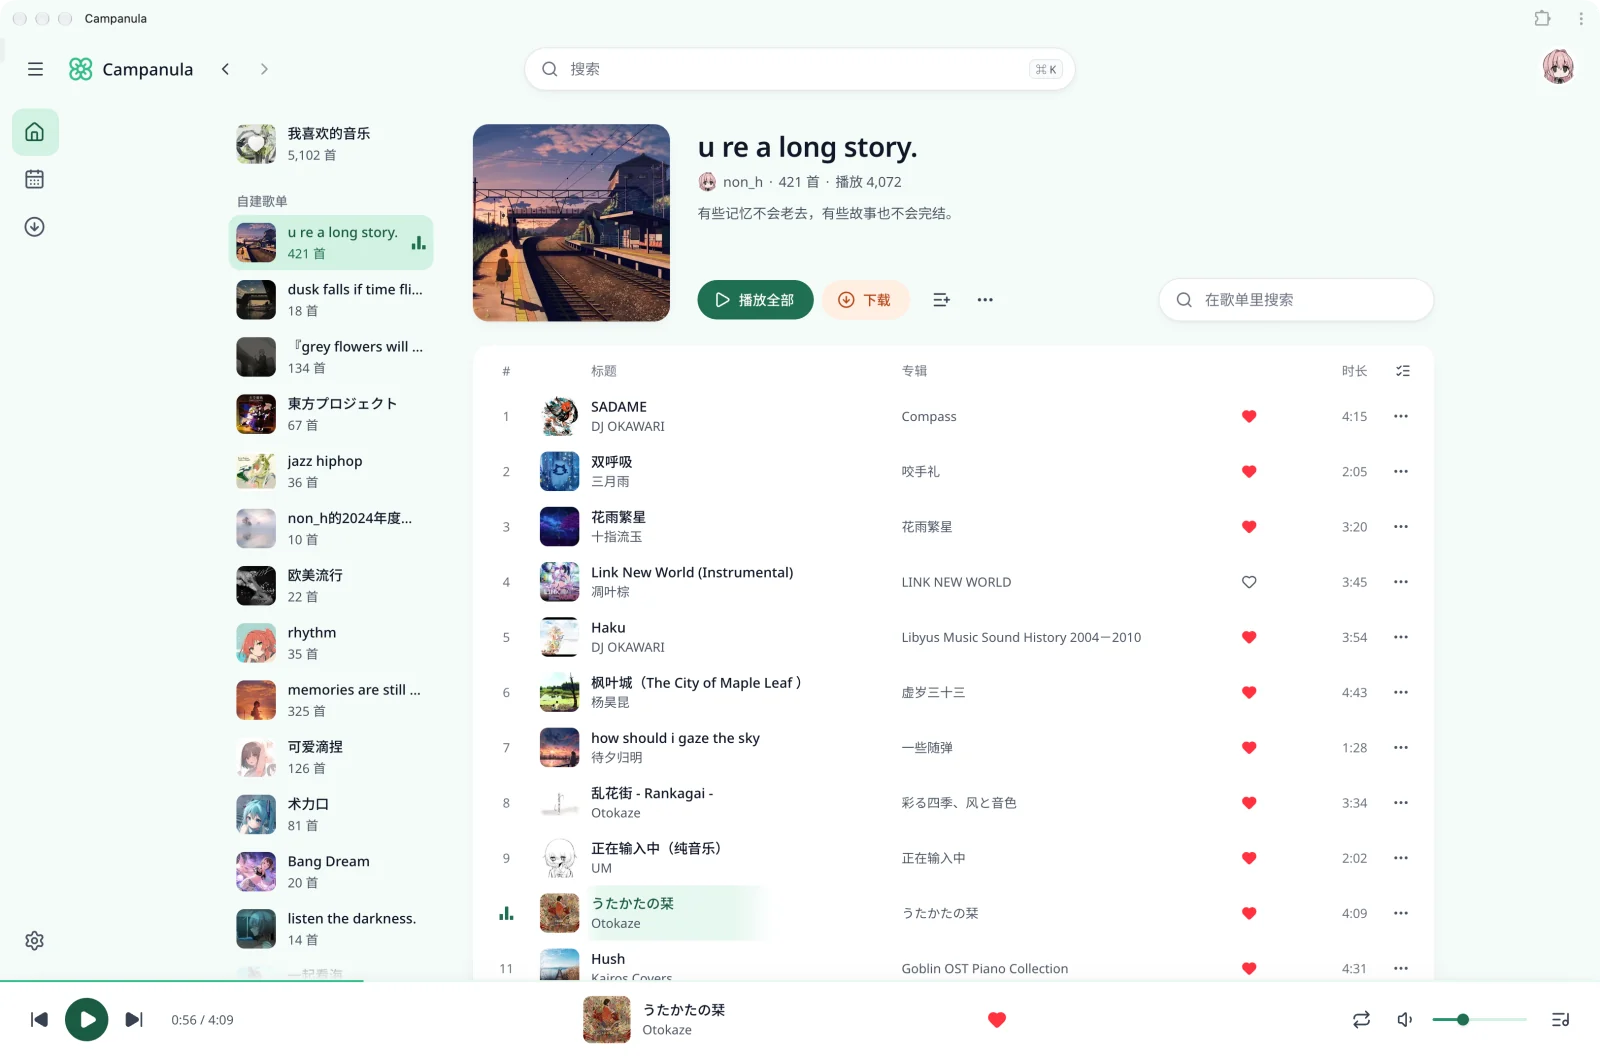 Campanula
Campanula
搜索
⌘ K
我喜欢的音乐
5,102 首
自建歌单
u re a long story.
421 首
dusk falls if time fli...
18 首
『grey flowers will ...
134 首
東方プロジェクト
67 首
jazz hiphop
36 首
non_h的2024年度...
10 首
欧美流行
22 首
rhythm
35 首
memories are still ...
325 首
可爱滴捏
126 首
术力口
81 首
Bang Dream
20 首
listen the darkness.
14 首
一起看海
u re a long story.
non_h · 421 首 · 播放 4,072
有些记忆不会老去，有些故事也不会完结。
播放全部
下载
在歌单里搜索
# 标题 专辑 时长
1 SADAME Compass 4:15
DJ OKAWARI
2 双呼吸 咬手礼 2:05
三月雨
3 花雨繁星 花雨繁星 3:20
十指流玉
4 Link New World (Instrumental) LINK NEW WORLD 3:45
凋叶棕
5 Haku Libyus Music Sound History 2004－2010 3:54
DJ OKAWARI
6 枫叶城（The City of Maple Leaf ） 虚岁三十三 4:43
杨昊昆
7 how should i gaze the sky 一些随弹 1:28
待夕归明
8 乱花街 - Rankagai - 彩る四季、风と音色 3:34
Otokaze
9 正在输入中（纯音乐） 正在输入中 2:02
UM
うたかたの栞 うたかたの栞 4:09
Otokaze
11 Hush Goblin OST Piano Collection 4:31
Kairos Covers
0:56 / 4:09
うたかたの栞
Otokaze